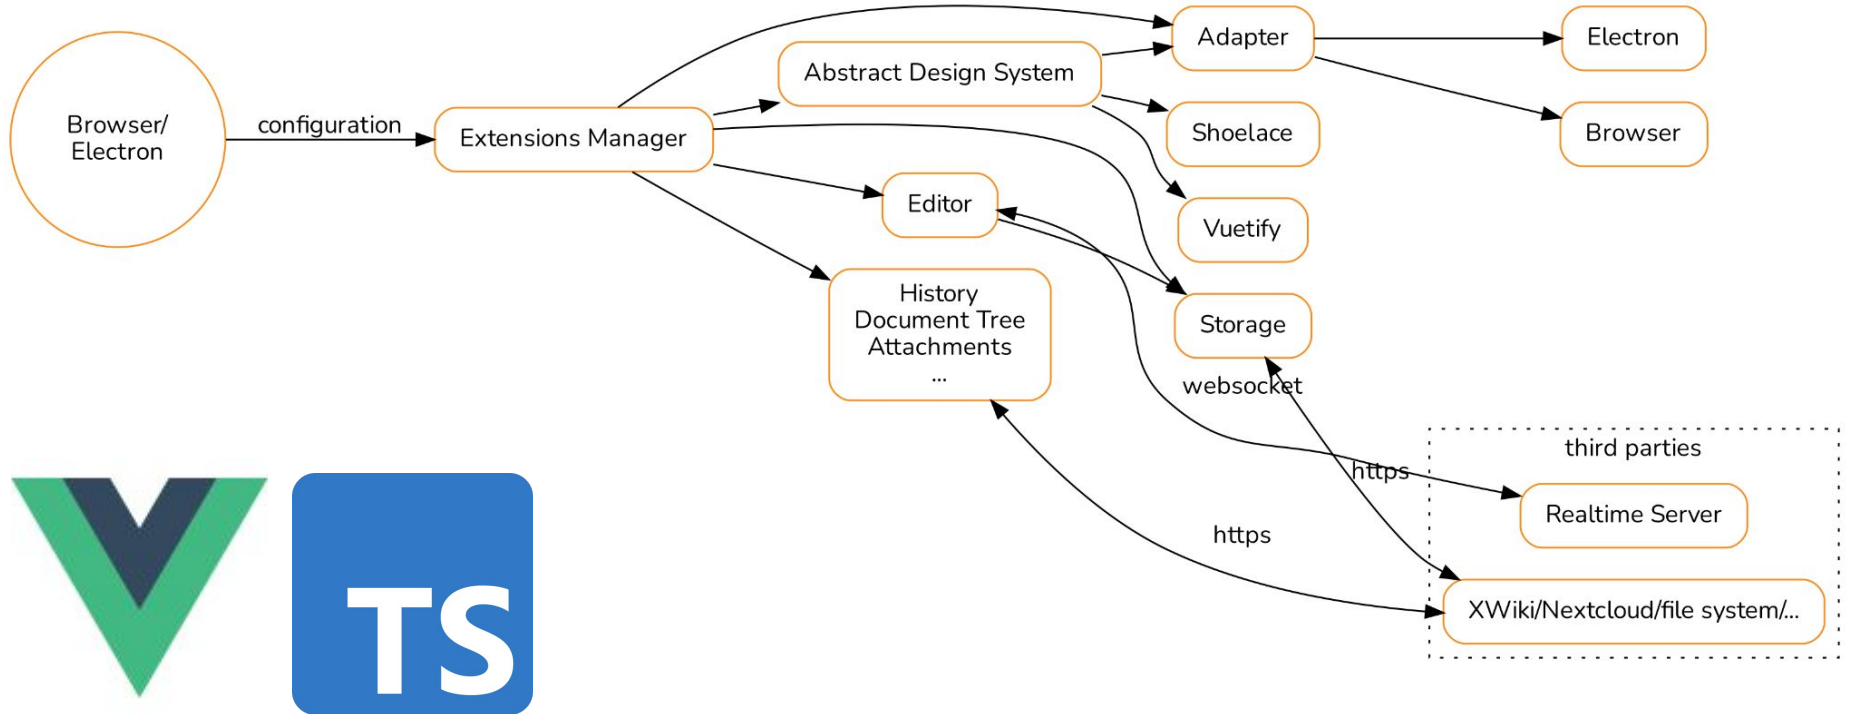 Browser/
Electron
configuration
Extensions Manager
Abstract Design System
Adapter
Electron
Shoelace
Browser
Editor
Vuetify
History
Document Tree
Attachments
...
Storage
websocket
https
https
third parties
Realtime Server
XWiki/Nextcloud/file system/...
TS